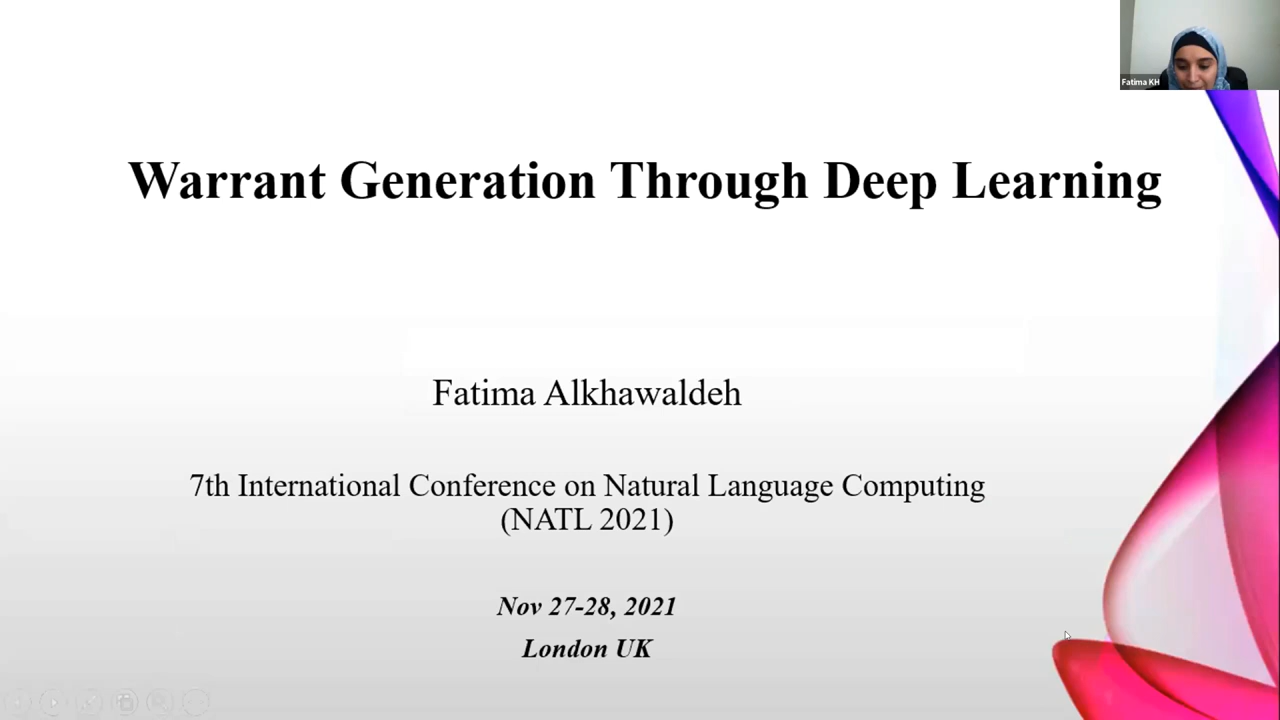 Fatima KH
Warrant Generation Through Deep Learning
Fatima Alkhawaldeh
7th International Conference on Natural Language Computing
(NATL 2021)
Nov 27-28, 2021
London UK